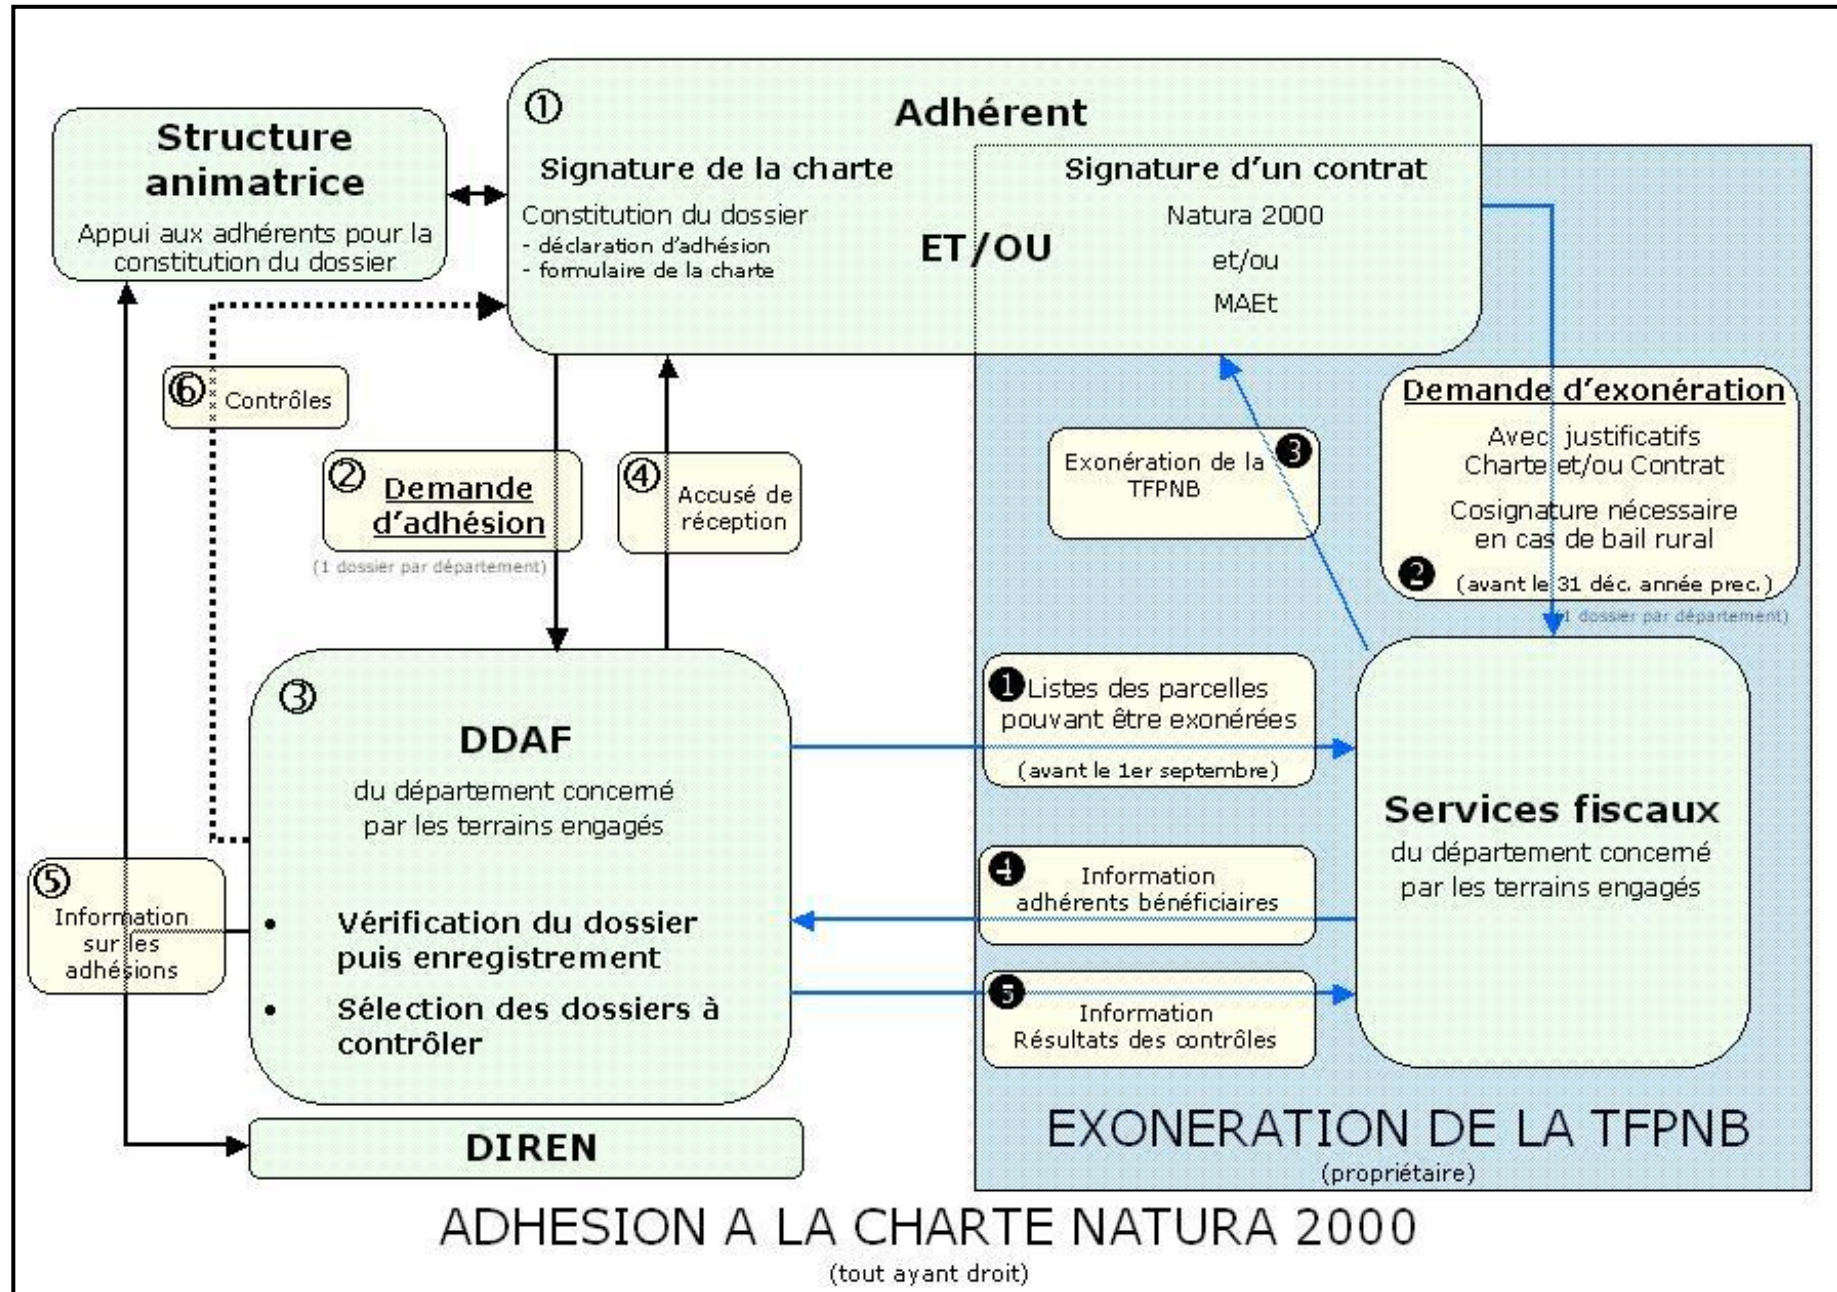 ①
Adhérent
Structure
animatrice
Appui aux adhérents pour la
constitution du dossier
Signature de la charte
Constitution du dossier
- déclaration d'adhésion
- formulaire de la charte
ET/OU
Signature d'un contrat
Natura 2000
et/ou
MAEt
⑥ Contrôles
②
Demande
d'adhésion
(1 dossier par département)
④
Accusé de
réception
Exonération de la ❸
TFPNB
Demande d'exonération
Avec justificatifs
Charte et/ou Contrat
Cosignature nécessaire
en cas de bail rural
❷ (avant le 31 déc. année prec.)
(1 dossier par département)
③
DDAF
du département concerné
par les terrains engagés
• Vérification du dossier
puis enregistrement
• Sélection des dossiers à
contrôler
⑤
Information
sur les
adhésions
❶ Listes des parcelles
pouvant être exonérées
(avant le 1er septembre)
❹
Information
adhérents bénéficiaires
❺
Information
Résultats des contrôles
Services fiscaux
du département concerné
par les terrains engagés
DIREN
EXONERATION DE LA TFPNB
(propriétaire)
ADHESION A LA CHARTE NATURA 2000
(tout ayant droit)